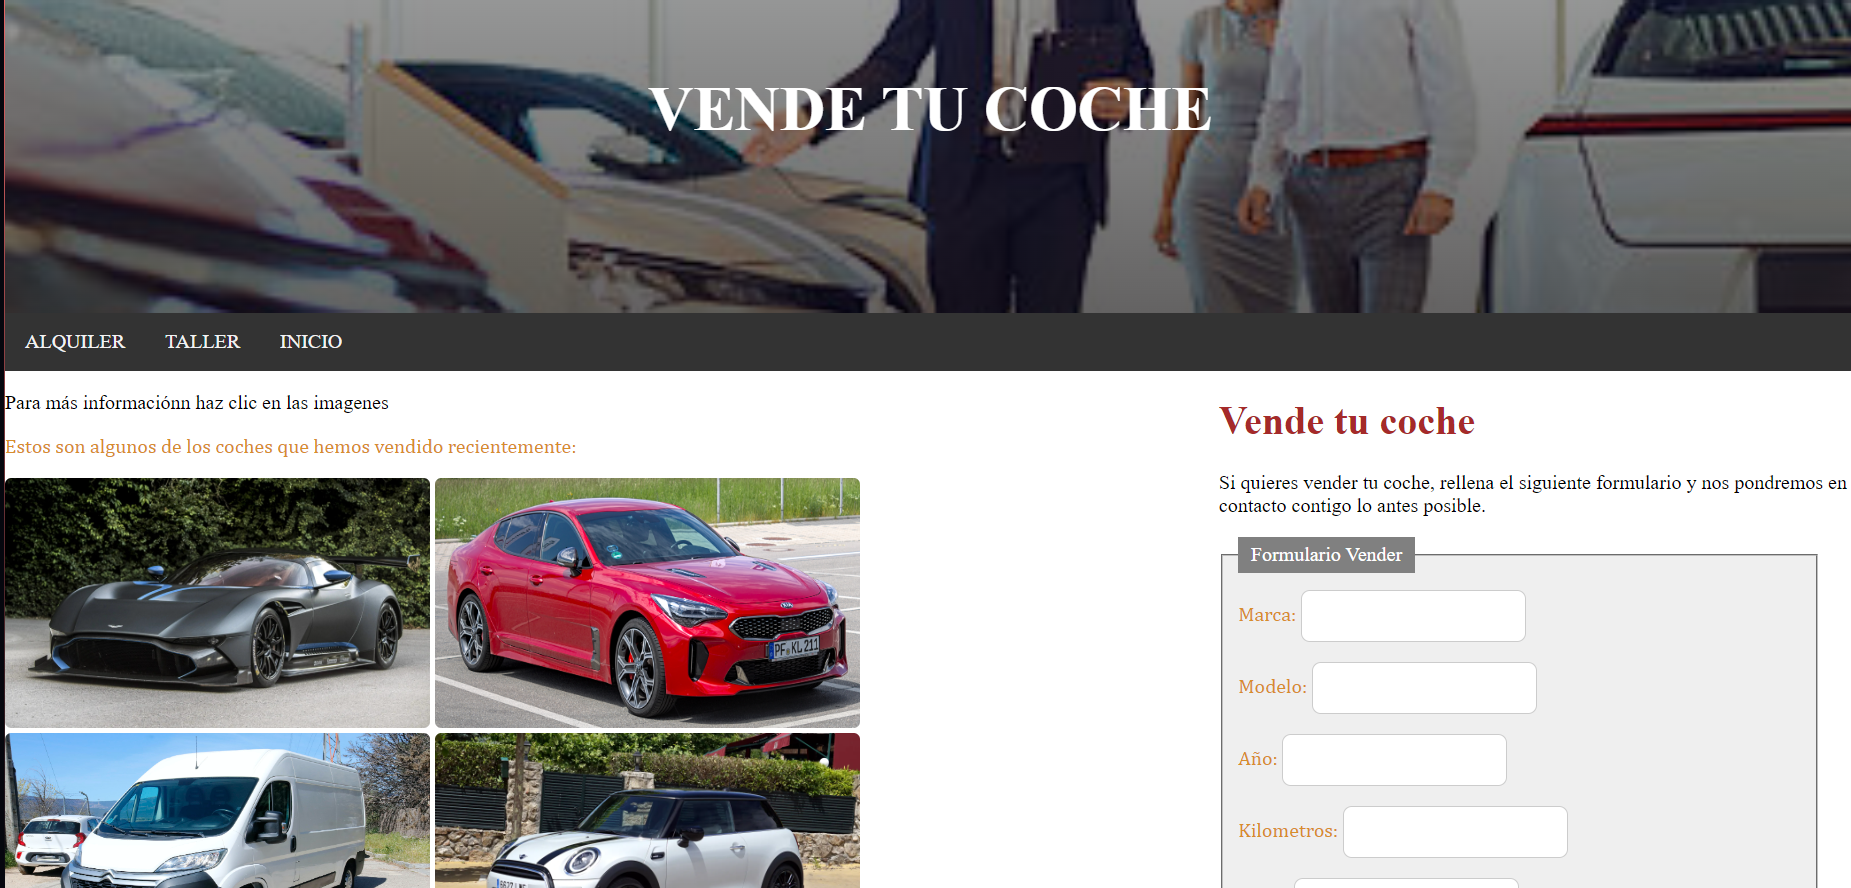 VENDE TU COCHE
ALQUILER TALLER INICIO
Para más informaciónn haz clic en las imagenes
Estos son algunos de los coches que hemos vendido recientemente:
PF KL 211
Vende tu coche
Si quieres vender tu coche, rellena el siguiente formulario y nos pondremos en
contacto contigo lo antes posible.
Formulario Vender
Marca:
Modelo:
Año:
Kilometros: